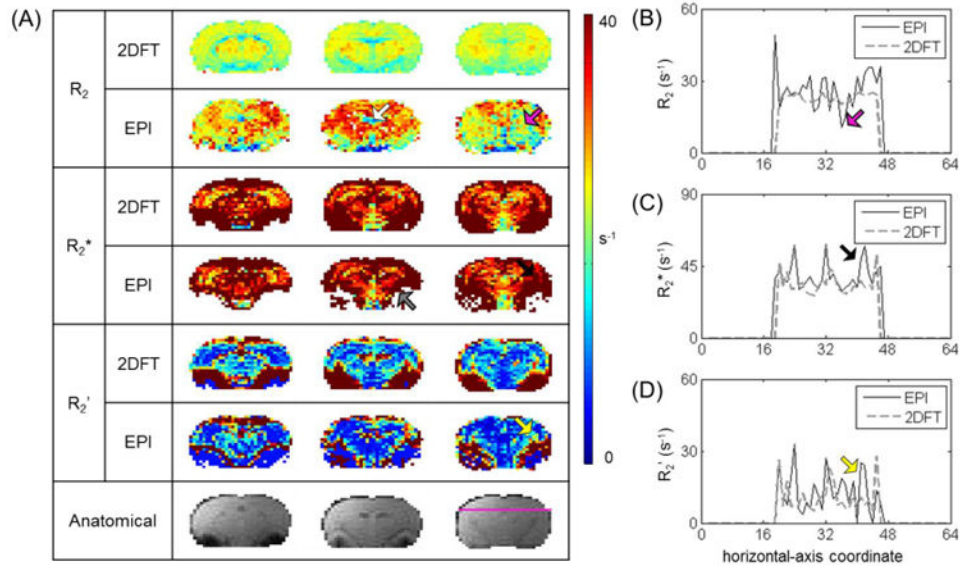 (A)
R₂
2DFT
EPI
R₂*
2DFT
EPI
R₂'
2DFT
EPI
Anatomical
40
s⁻¹
0
(B)
60
30
0
R₂ (s⁻¹)
EPI
2DFT
0 16 32 48 64
(C)
90
45
0
R₂* (s⁻¹)
EPI
2DFT
0 16 32 48 64
(D)
60
30
0
R₂' (s⁻¹)
EPI
2DFT
0 16 32 48 64
horizontal-axis coordinate